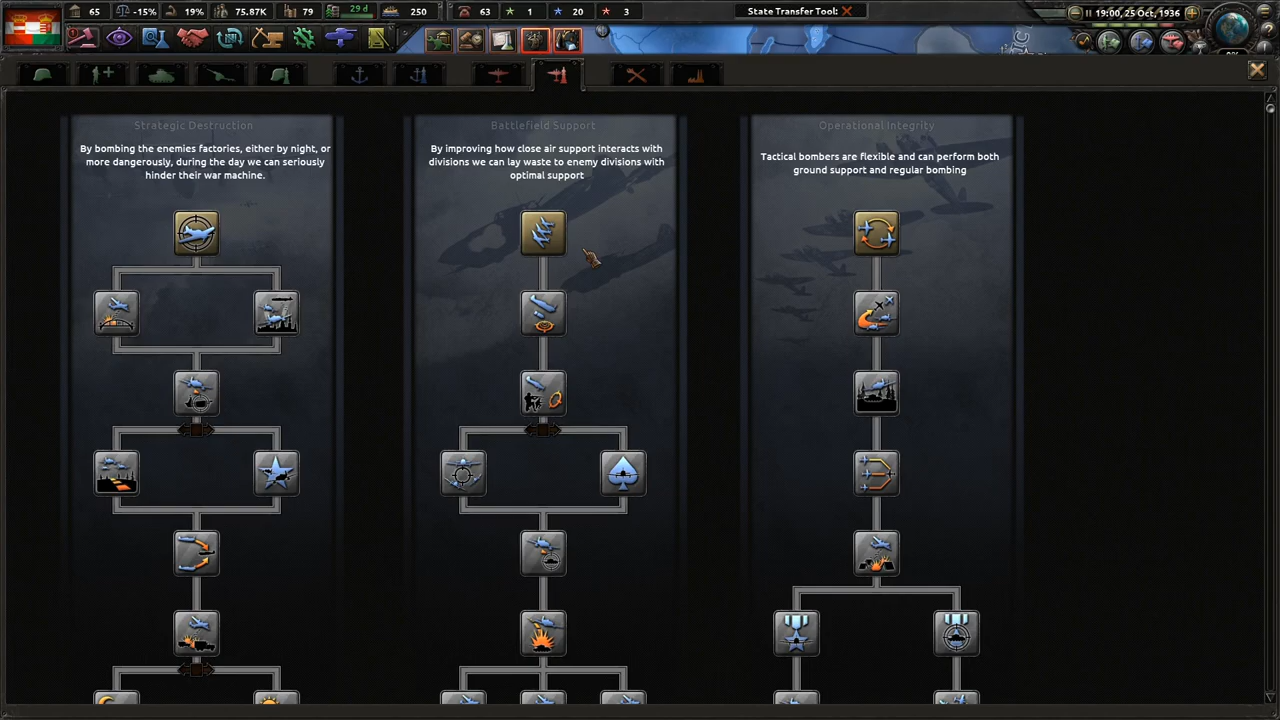 65 -15% 19% 75.87K 79 29 d 250 63 1 20 3 State Transfer Tool: 19:00, 25 Oct, 1936
0%
Strategic Destruction
By bombing the enemies factories, either by night, or
more dangerously, during the day we can seriously
hinder their war machine.
Battlefield Support
By improving how close air support interacts with
divisions we can lay waste to enemy divisions with
optimal support
Operational Integrity
Tactical bombers are flexible and can perform both
ground support and regular bombing